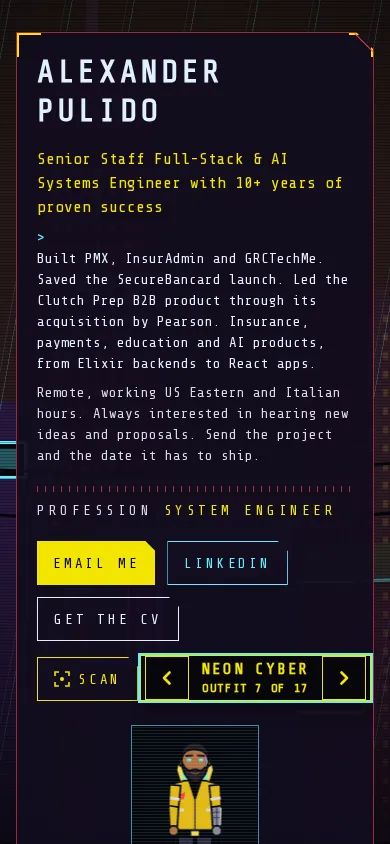 ALEXANDER
PULIDO
Senior Staff Full-Stack & AI
Systems Engineer with 10+ years of
proven success
>
Built PMX, InsurAdmin and GRCTechMe.
Saved the SecureBancard launch. Led the
Clutch Prep B2B product through its
acquisition by Pearson. Insurance,
payments, education and AI products,
from Elixir backends to React apps.
Remote, working US Eastern and Italian
hours. Always interested in hearing new
ideas and proposals. Send the project
and the date it has to ship.
PROFESSION SYSTEM ENGINEER
EMAIL ME LINKEDIN
GET THE CV
SCAN < NEON CYBER >
OUTFIT 7 OF 17